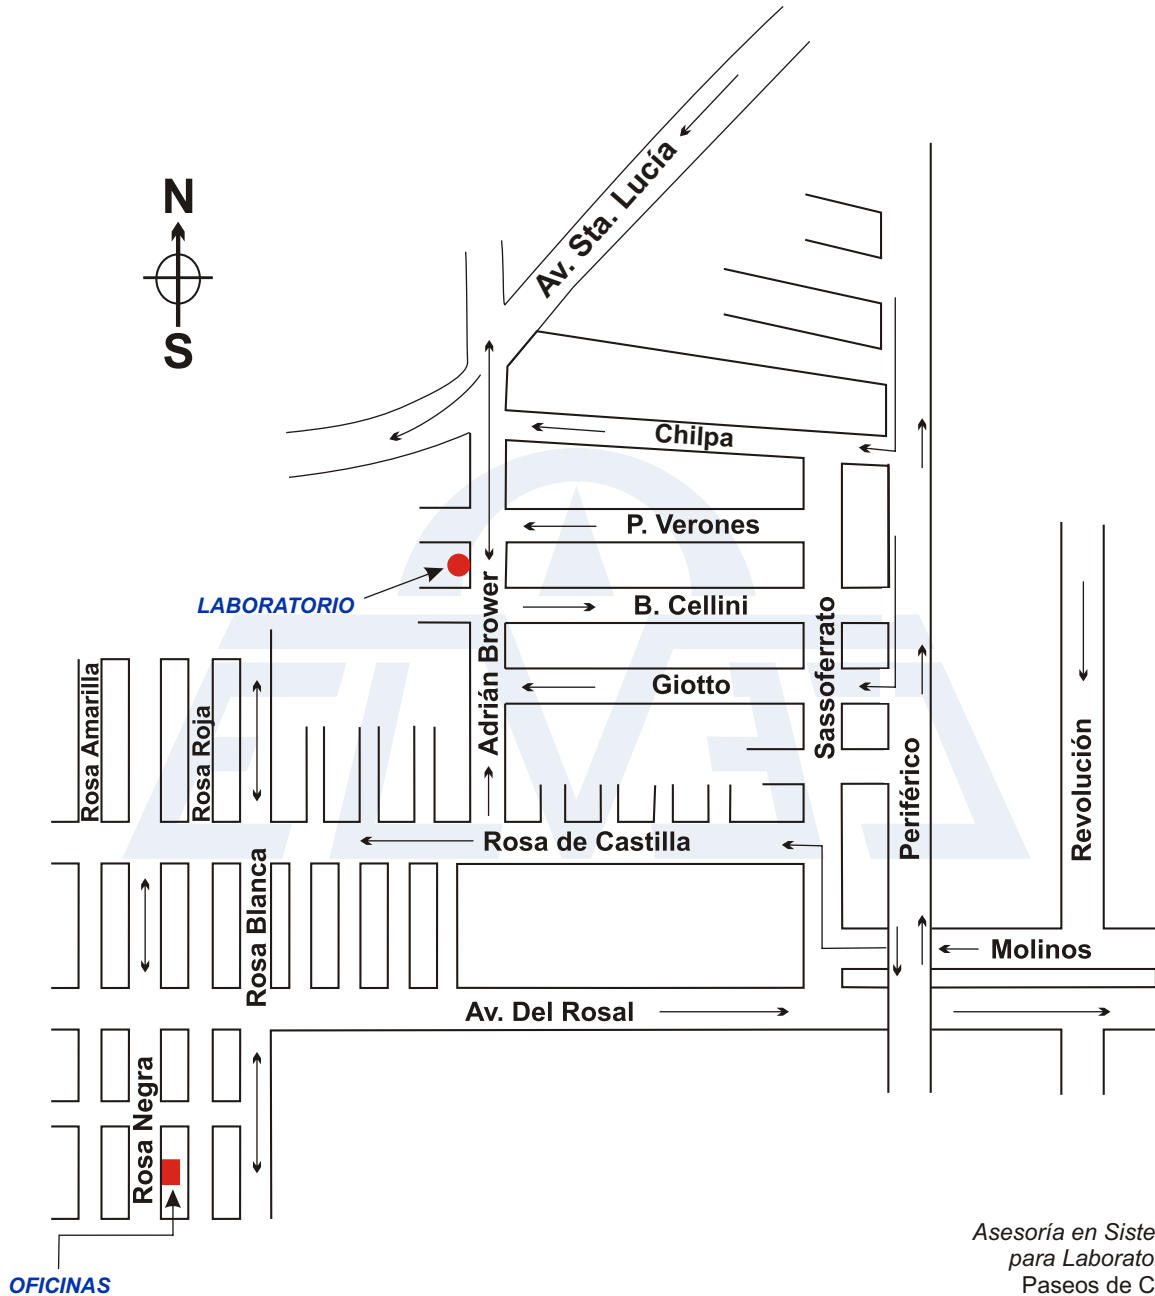 N
S
Av. Sta. Lucía
Chilpa
P. Verones
LABORATORIO
B. Cellini
Adrián Brower
Sassoferrato
Giotto
Rosa Amarilla
Rosa Roja
Periférico
Revolución
Rosa de Castilla
Rosa Blanca
Molinos
Av. Del Rosal
Rosa Negra
OFICINAS
Asesoría en Siste
para Laborato
Paseos de C